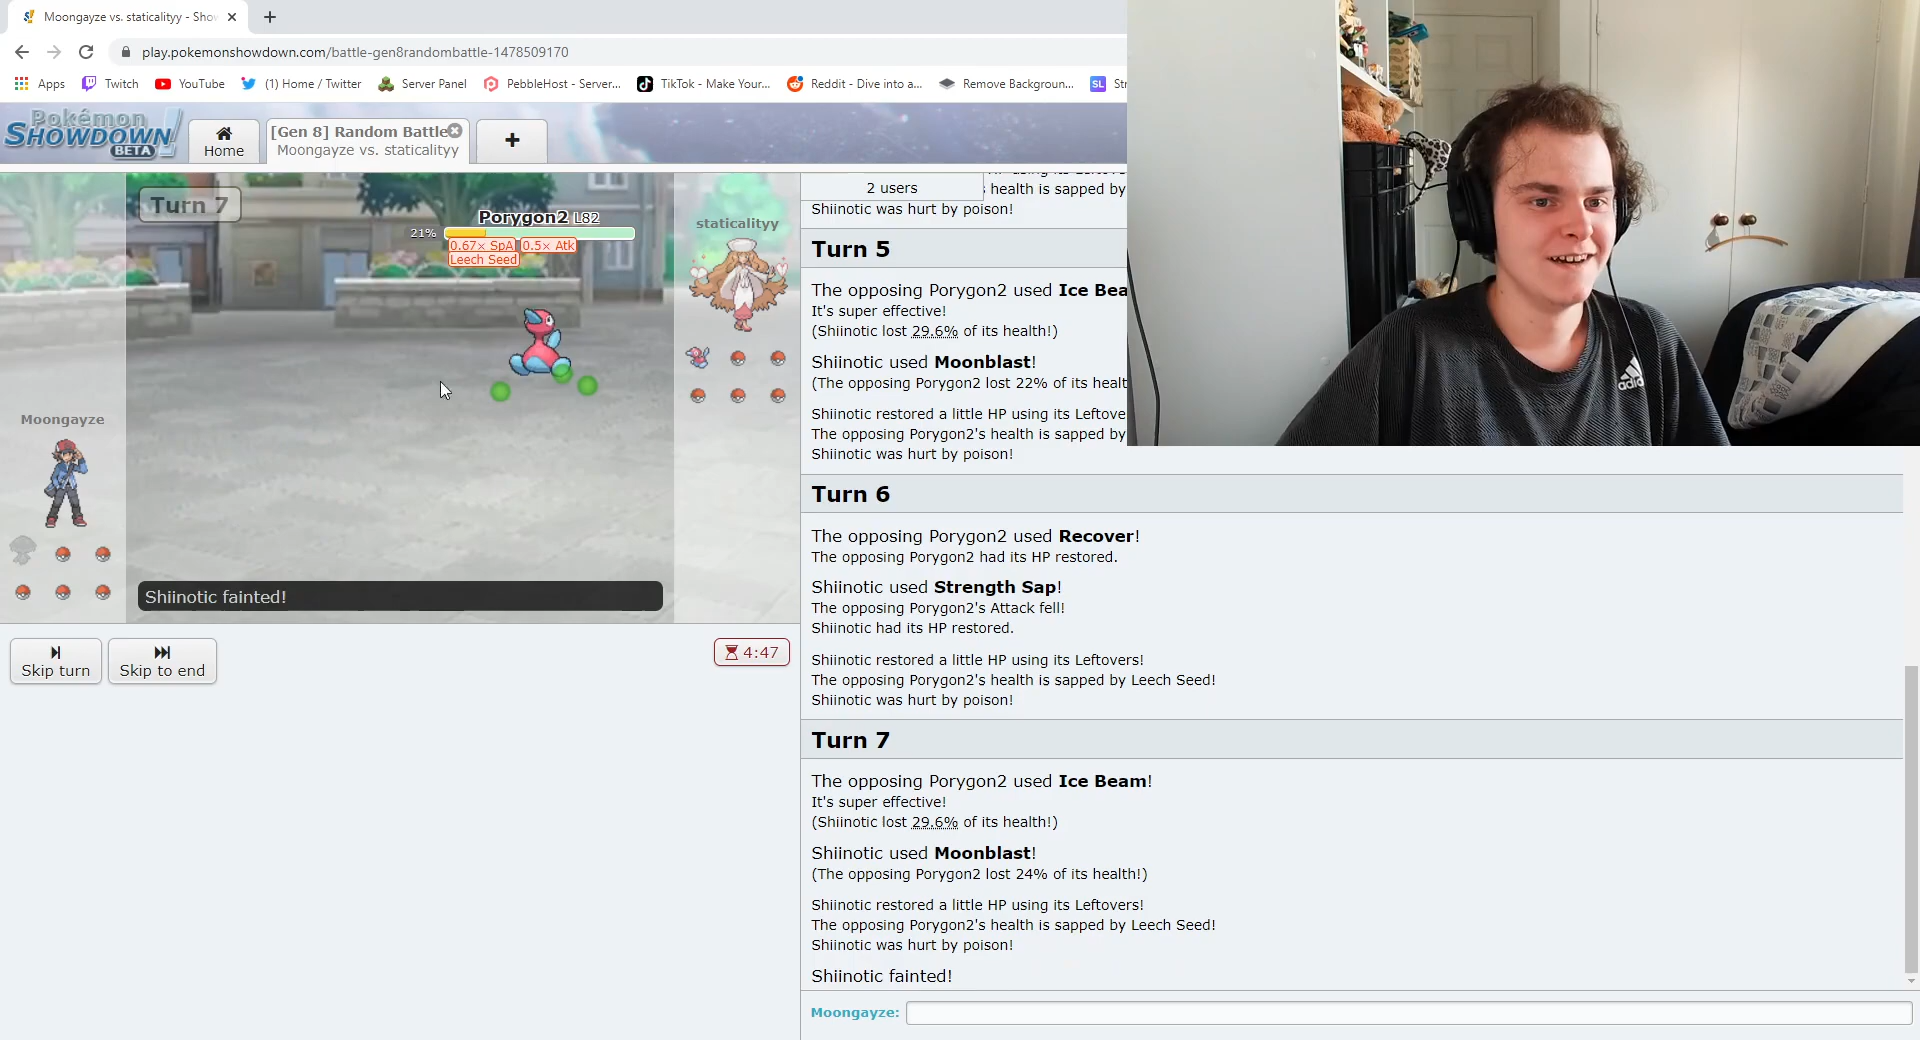 Moongayze vs. staticalityy - Show
play.pokemonshowdown.com/battle-gen8randombattle-1478509170
Apps
Twitch
YouTube
(1) Home / Twitter
Server Panel
PebbleHost - Server...
TikTok - Make Your...
Reddit - Dive into a...
Remove Backgroun...
SL
Str
Pokémon
SHOWDOWN!
BETA
Home
[Gen 8] Random Battle
Moongayze vs. staticalityy
+
Turn 7
Porygon2 L82
21%
0.67× SpA 0.5× Atk
Leech Seed
staticalityy
Moongayze
Shiinotic fainted!
Skip turn
Skip to end
4:47
2 users
health is sapped by
Shiinotic was hurt by poison!
Turn 5
The opposing Porygon2 used Ice Bea
It's super effective!
(Shiinotic lost 29.6% of its health!)
Shiinotic used Moonblast!
(The opposing Porygon2 lost 22% of its healt
Shiinotic restored a little HP using its Leftove
The opposing Porygon2's health is sapped by
Shiinotic was hurt by poison!
Turn 6
The opposing Porygon2 used Recover!
The opposing Porygon2 had its HP restored.
Shiinotic used Strength Sap!
The opposing Porygon2's Attack fell!
Shiinotic had its HP restored.
Shiinotic restored a little HP using its Leftovers!
The opposing Porygon2's health is sapped by Leech Seed!
Shiinotic was hurt by poison!
Turn 7
The opposing Porygon2 used Ice Beam!
It's super effective!
(Shiinotic lost 29.6% of its health!)
Shiinotic used Moonblast!
(The opposing Porygon2 lost 24% of its health!)
Shiinotic restored a little HP using its Leftovers!
The opposing Porygon2's health is sapped by Leech Seed!
Shiinotic was hurt by poison!
Shiinotic fainted!
Moongayze:
adid